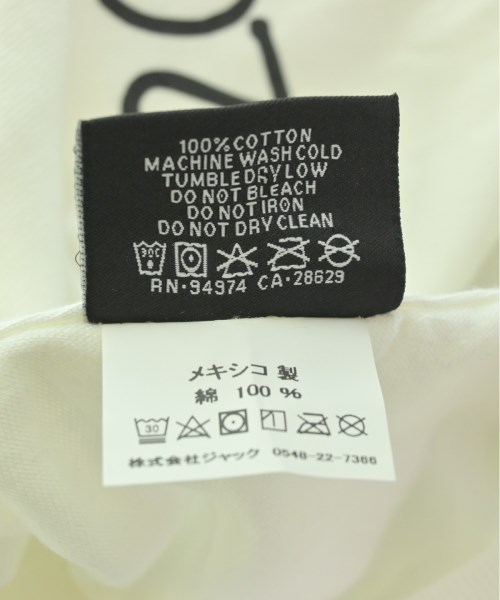 100% COTTON
MACHINE WASH COLD
TUMBLE DRY LOW
DO NOT BLEACH
DO NOT IRON
DO NOT DRY CLEAN
30C
RN·94974 CA·28629
メキシコ 製
綿 100 %
30
株式会社ジャック 0548-22-7366